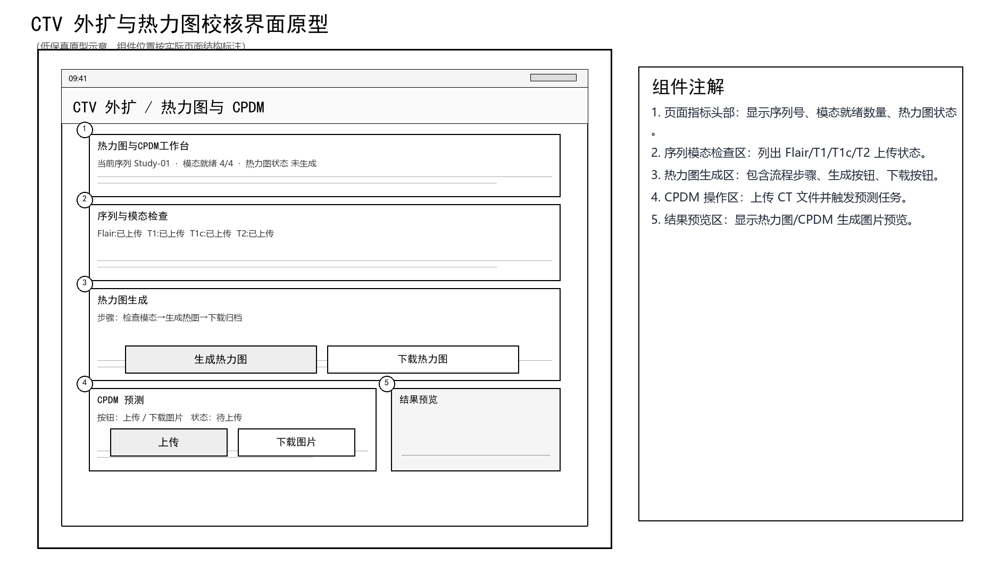 CTV 外扩与热力图校核界面原型
（低保真原型示意，组件位置按实际页面结构标注）
09:41
CTV 外扩 / 热力图与 CPDM
1
热力图与CPDM工作台
当前序列 Study-01 · 模态就绪 4/4 · 热力图状态 未生成
2
序列与模态检查
Flair:已上传 T1:已上传 T1c:已上传 T2:已上传
3
热力图生成
步骤：检查模态→生成热图→下载归档
生成热力图
下载热力图
4
CPDM 预测
按钮：上传 / 下载图片 状态：待上传
上传
下载图片
5
结果预览
组件注解
1. 页面指标头部：显示序列号、模态就绪数量、热力图状态
。
2. 序列模态检查区：列出 Flair/T1/T1c/T2 上传状态。
3. 热力图生成区：包含流程步骤、生成按钮、下载按钮。
4. CPDM 操作区：上传 CT 文件并触发预测任务。
5. 结果预览区：显示热力图/CPDM 生成图片预览。